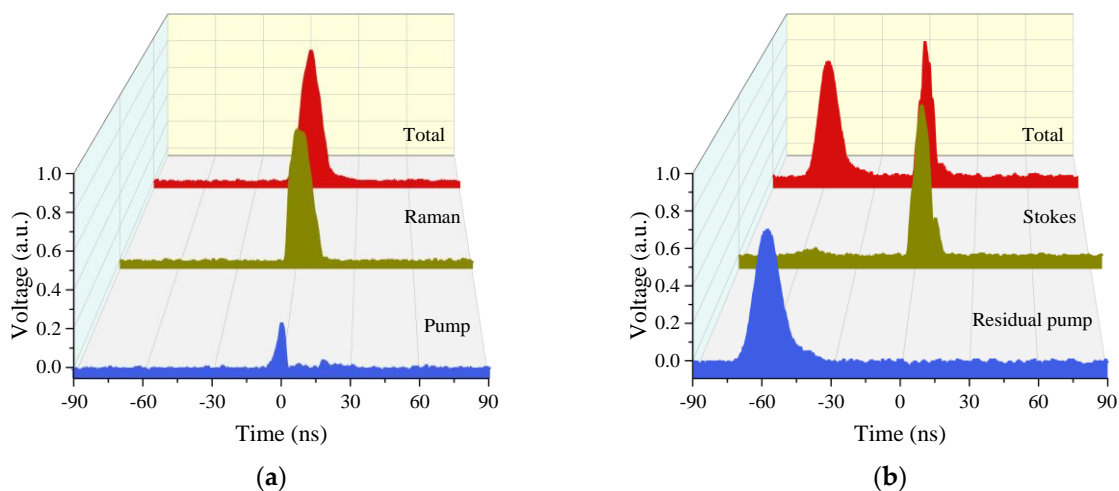 Total
Raman
Pump
1.0
0.8
0.6
0.4
0.2
0.0
Voltage (a.u.)
-90 -60 -30 0 30 60 90
Time (ns)
(a)
Total
Stokes
Residual pump
1.0
0.8
0.6
0.4
0.2
0.0
Voltage (a.u.)
-90 -60 -30 0 30 60 90
Time (ns)
(b)